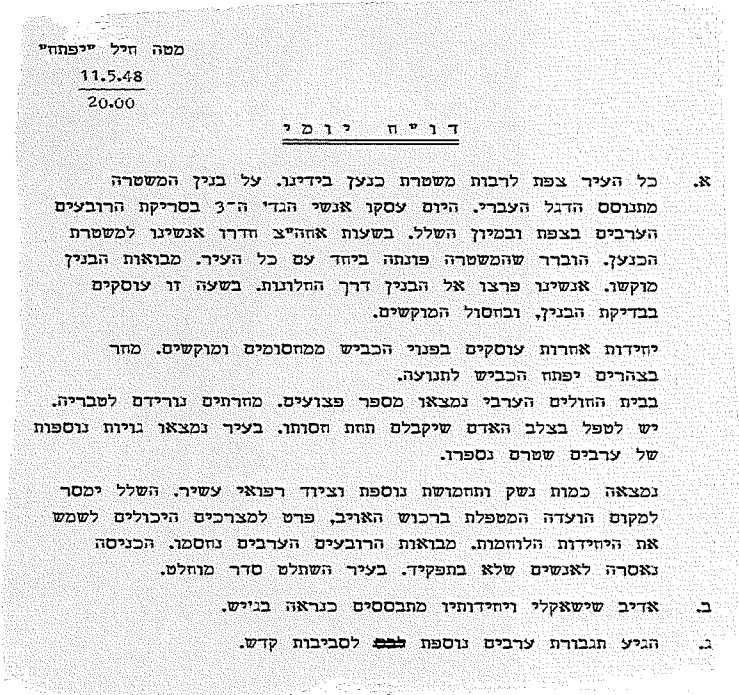 מטה חיל "יפתח"
11.5.48
20.00
דו"ח יומי
א. כל העיר צפת לרבות משטרת כנען בידינו. על בנין המשטרה
מתנוסס הדגל העברי. היום עסקו אנשי הגדי ה-3 בסריקת הרובעים
הערבים בצפת ובמיון השלל. בשעות אחה"צ חדרו אנשינו למשטרת
הכנען. הוברר שהמשטרה פונתה ביחד עם כל העיר. מבואות הבנין
מוקשו. אנשינו פרצו אל הבנין דרך החלונות. בשעה זו עוסקים
בבדיקת הבנין, ובחסול המוקשים.
יחידות אחרות עוסקים בפנוי הכביש ממחסומים ומוקשים. מחר
בצהרים יפתח הכביש לתנועה.
בבית החולים הערבי נמצאו מספר פצועים. מחרתים נורידם לטבריה.
יש לטפל בצלב האדם שיקבלם תחת חסותו. בעיר נמצאו גויות נוספות
של ערבים שטרם נספרו.
נמצאה כמות נשק ותחמושת נוספת וציוד רפואי עשיר. השלל ימסר
למקום הועדה המטפלת ברכוש האויב, פרט למצרכים היכולים לשמש
את היחידות הלוחמות. מבואות הרובעים הערבים נחסמו. הכניסה
נאסרה לאנשים שלא בתפקיד. בעיר השתלט סדר מוחלט.
ב. אדיב שישאקלי ויחידותיו מתבססים כנראה בג'יש.
ג. הגיע תגבורת ערבים נוספת לסביבות קדש.